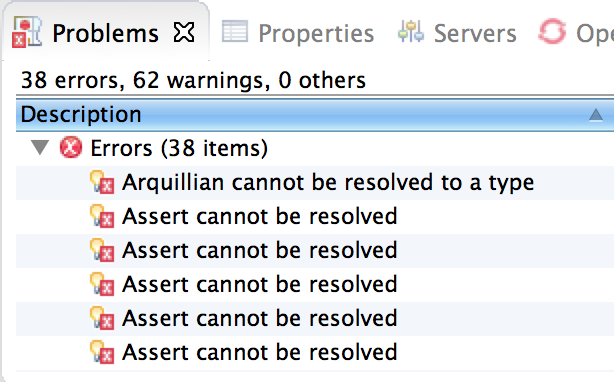 Problems Properties Servers Ope
38 errors, 62 warnings, 0 others
Description
Errors (38 items)
Arquillian cannot be resolved to a type
Assert cannot be resolved
Assert cannot be resolved
Assert cannot be resolved
Assert cannot be resolved
Assert cannot be resolved